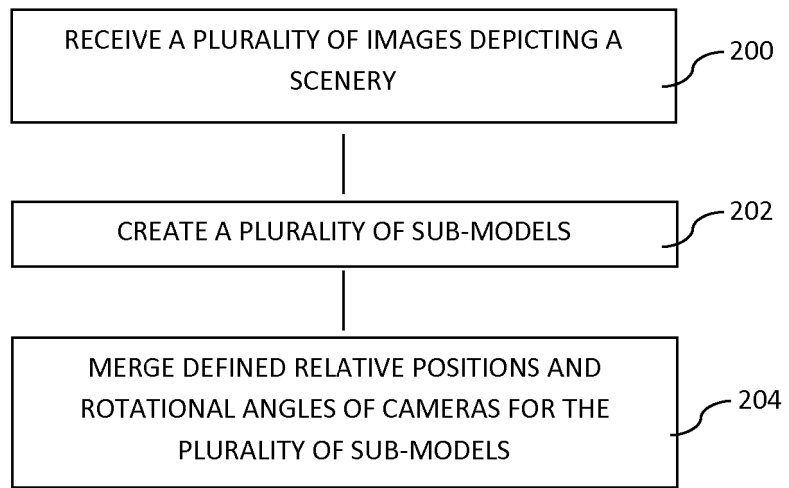 RECEIVE A PLURALITY OF IMAGES DEPICTING A
SCENERY
200
CREATE A PLURALITY OF SUB-MODELS
202
MERGE DEFINED RELATIVE POSITIONS AND
ROTATIONAL ANGLES OF CAMERAS FOR THE
PLURALITY OF SUB-MODELS
204